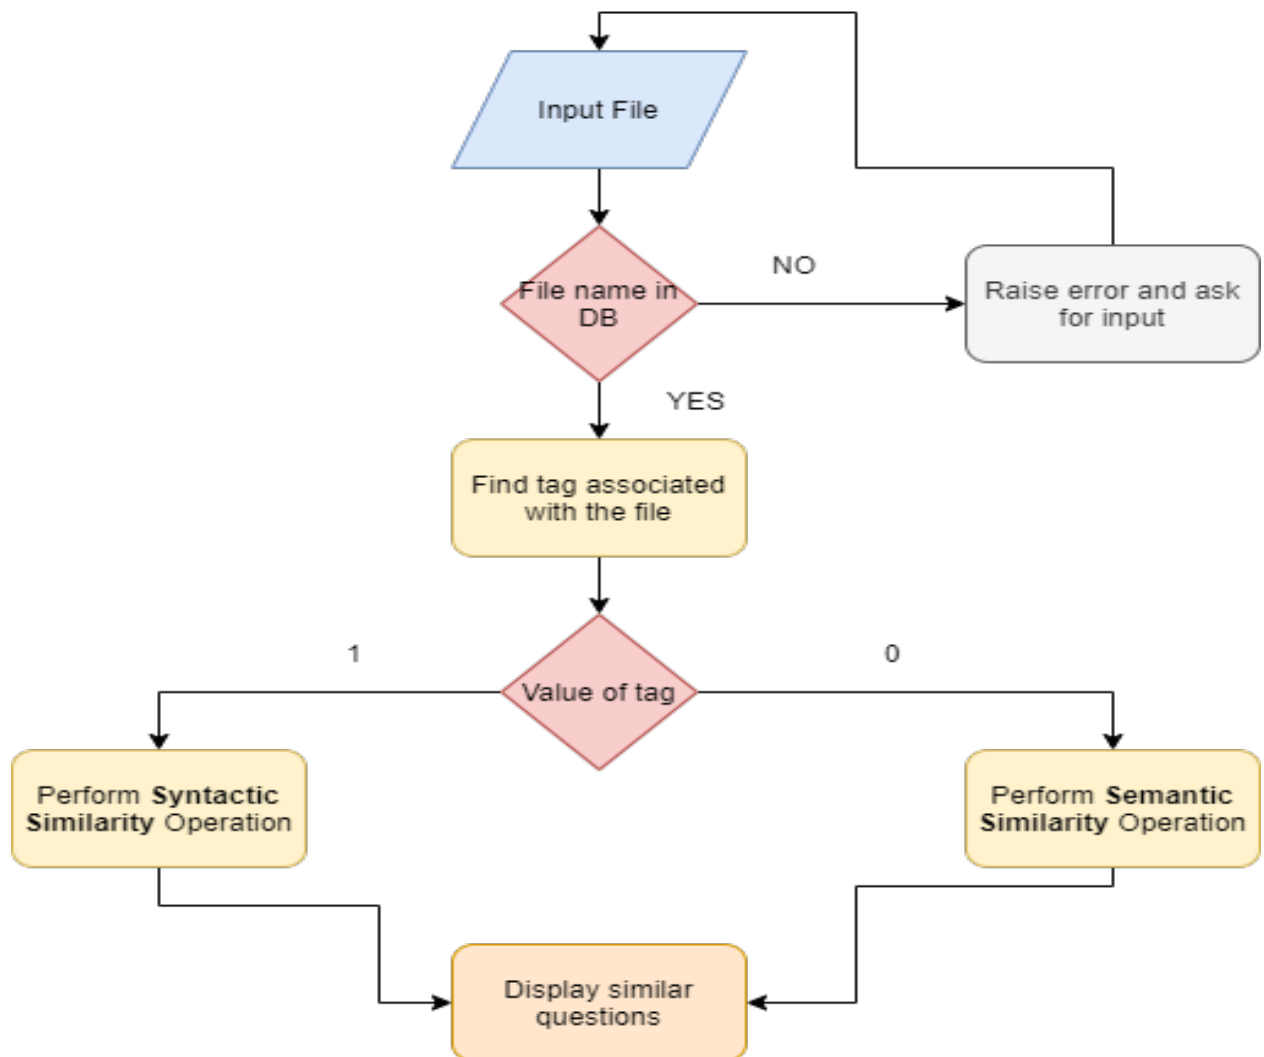 Input File
NO
File name in
DB
Raise error and ask
for input
YES
Find tag associated
with the file
1
0
Value of tag
Perform Syntactic
Similarity Operation
Perform Semantic
Similarity Operation
Display similar
questions